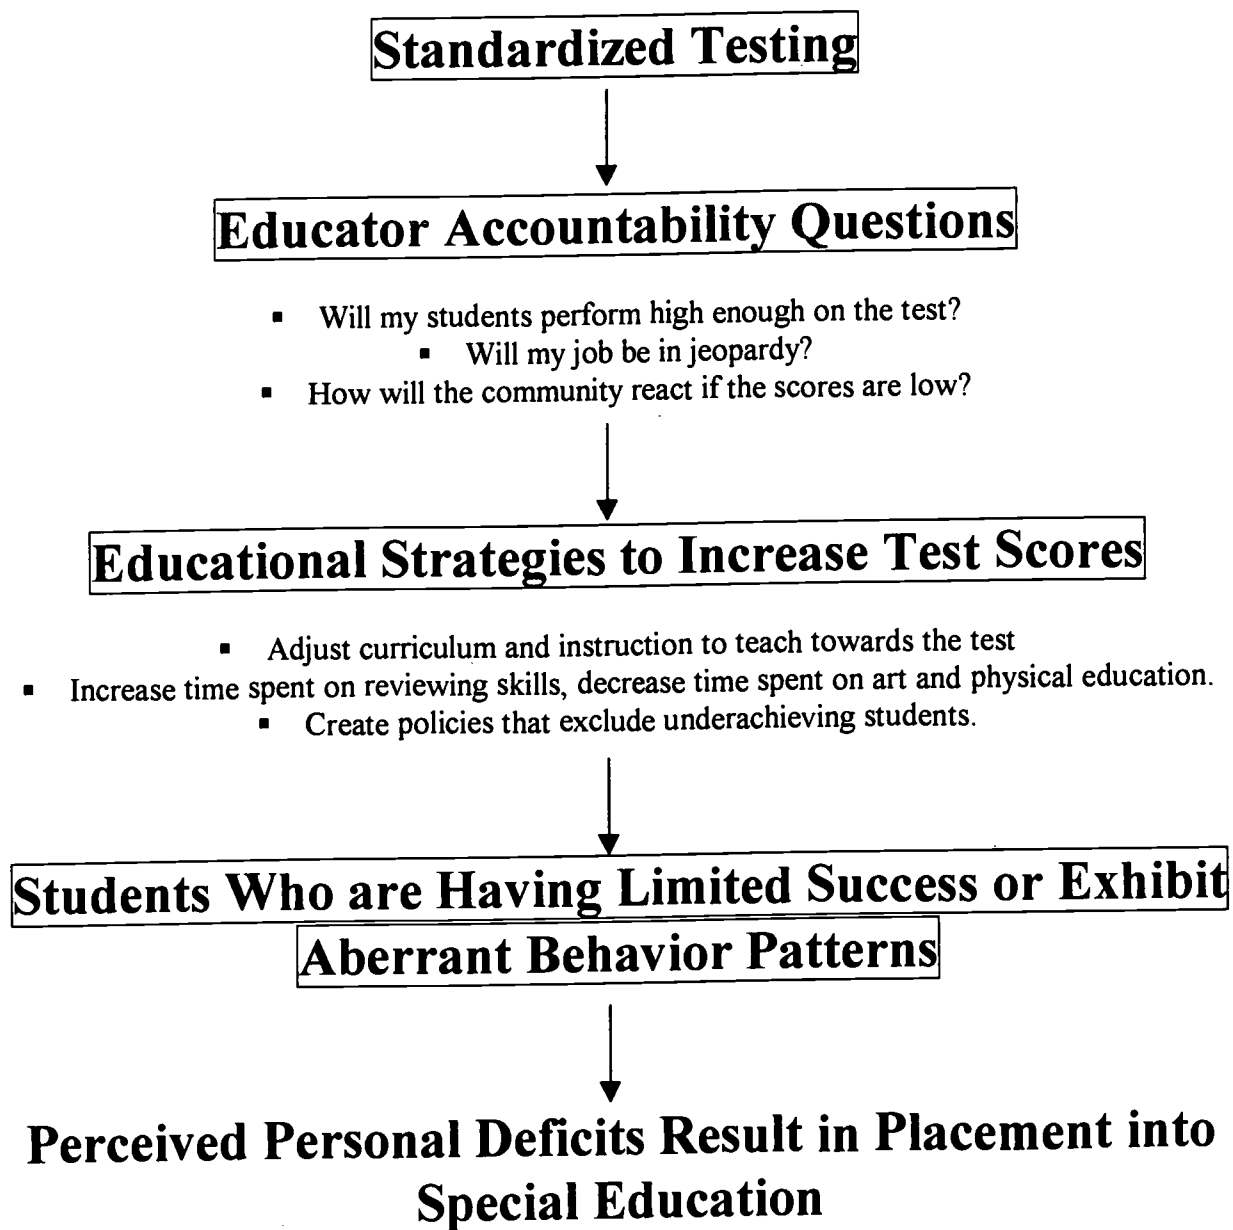 Standardized Testing
Educator Accountability Questions
▪ Will my students perform high enough on the test?
▪ Will my job be in jeopardy?
▪ How will the community react if the scores are low?
Educational Strategies to Increase Test Scores
▪ Adjust curriculum and instruction to teach towards the test
▪ Increase time spent on reviewing skills, decrease time spent on art and physical education.
▪ Create policies that exclude underachieving students.
Students Who are Having Limited Success or Exhibit
Aberrant Behavior Patterns
Perceived Personal Deficits Result in Placement into
Special Education